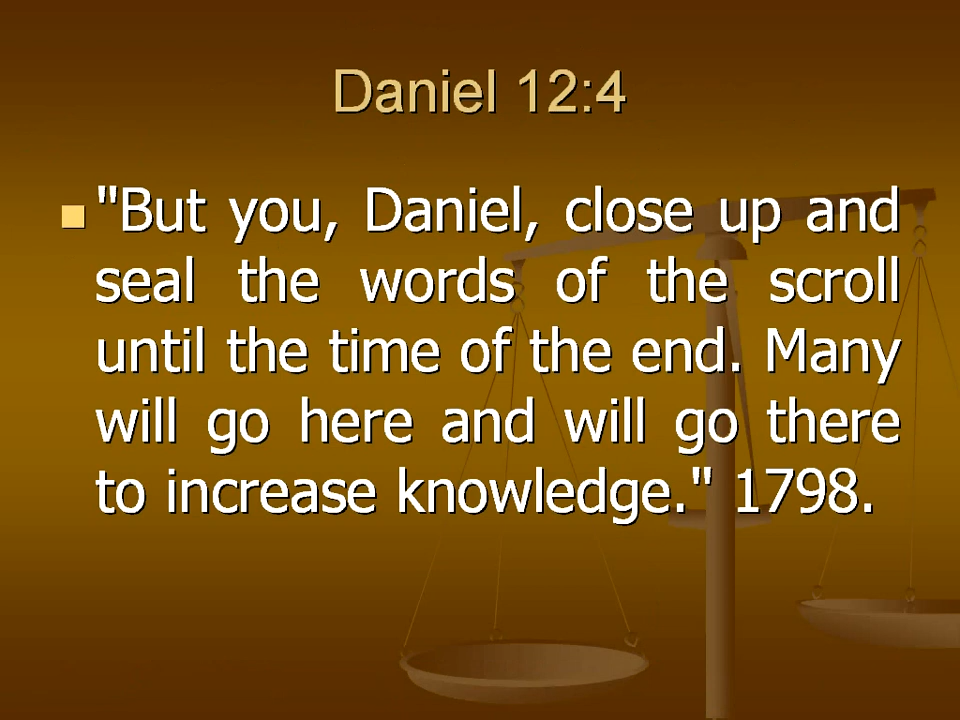 Daniel 12:4
"But you, Daniel, close up and
seal the words of the scroll
until the time of the end. Many
will go here and will go there
to increase knowledge." 1798.